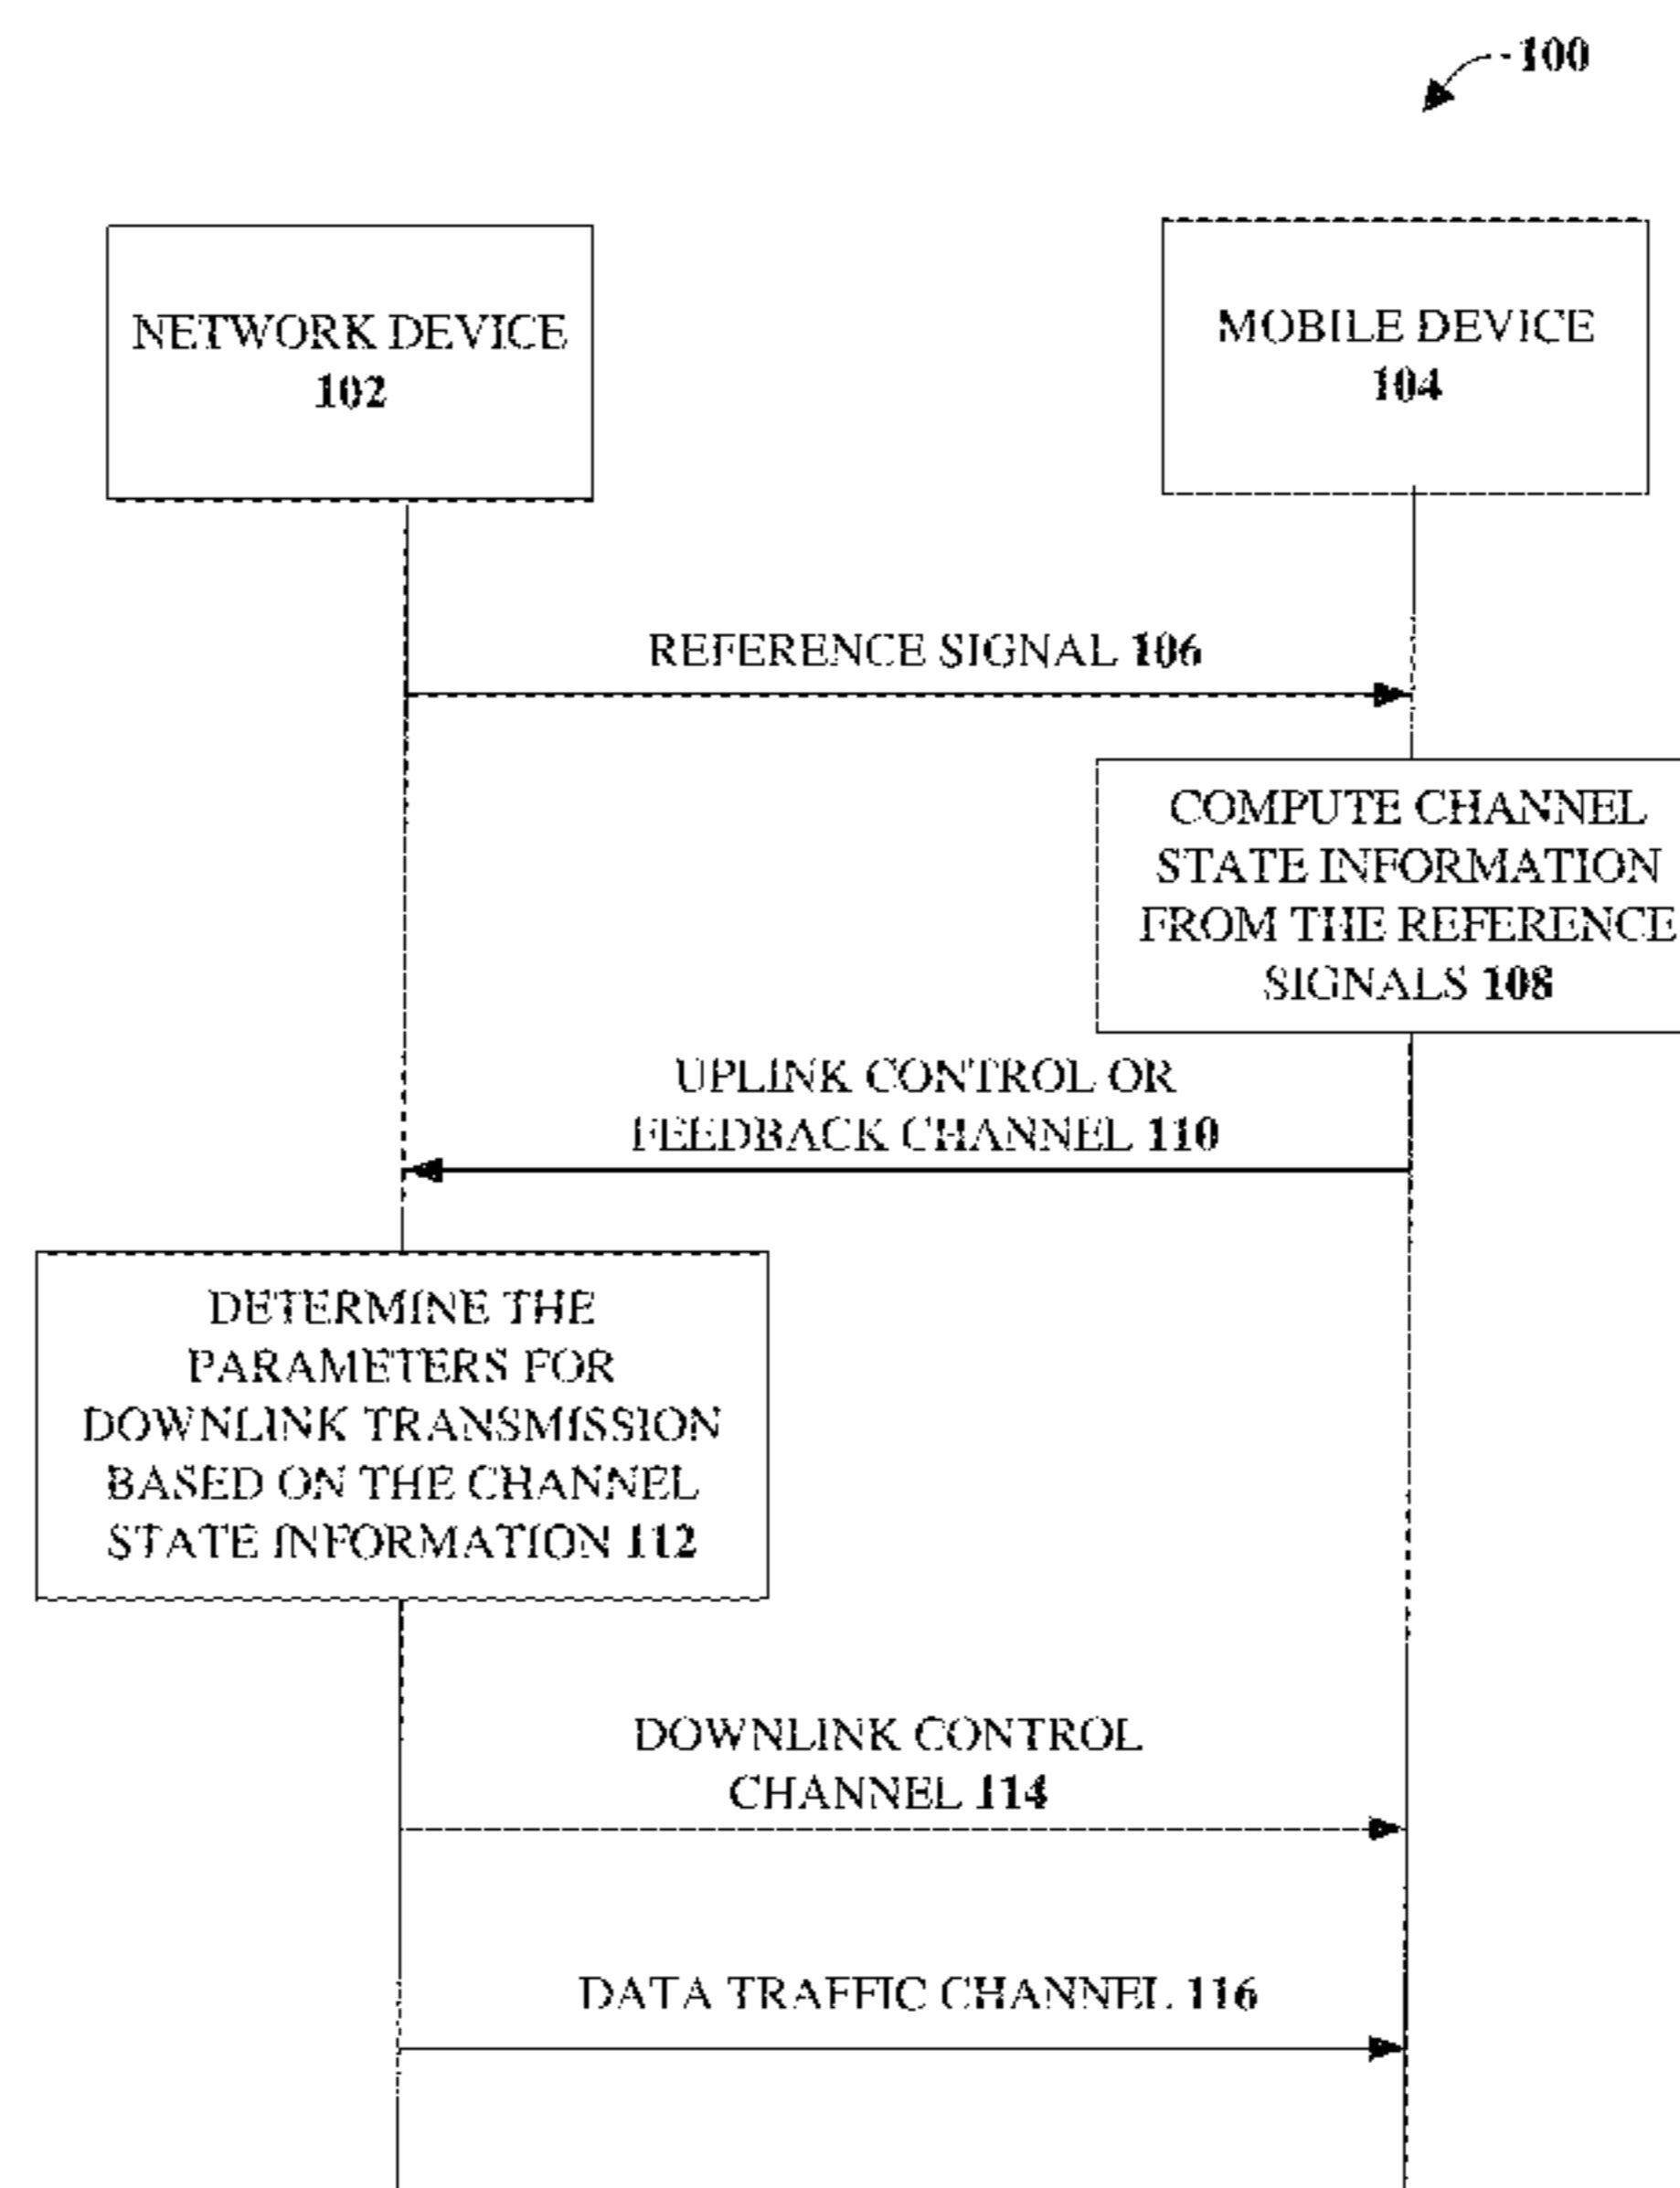 100
NETWORK DEVICE
102
MOBILE DEVICE
104
REFERENCE SIGNAL 106
COMPUTE CHANNEL
STATE INFORMATION
FROM THE REFERENCE
SIGNALS 108
UPLINK CONTROL OR
FEEDBACK CHANNEL 110
DETERMINE THE
PARAMETERS FOR
DOWNLINK TRANSMISSION
BASED ON THE CHANNEL
STATE INFORMATION 112
DOWNLINK CONTROL
CHANNEL 114
DATA TRAFFIC CHANNEL 116